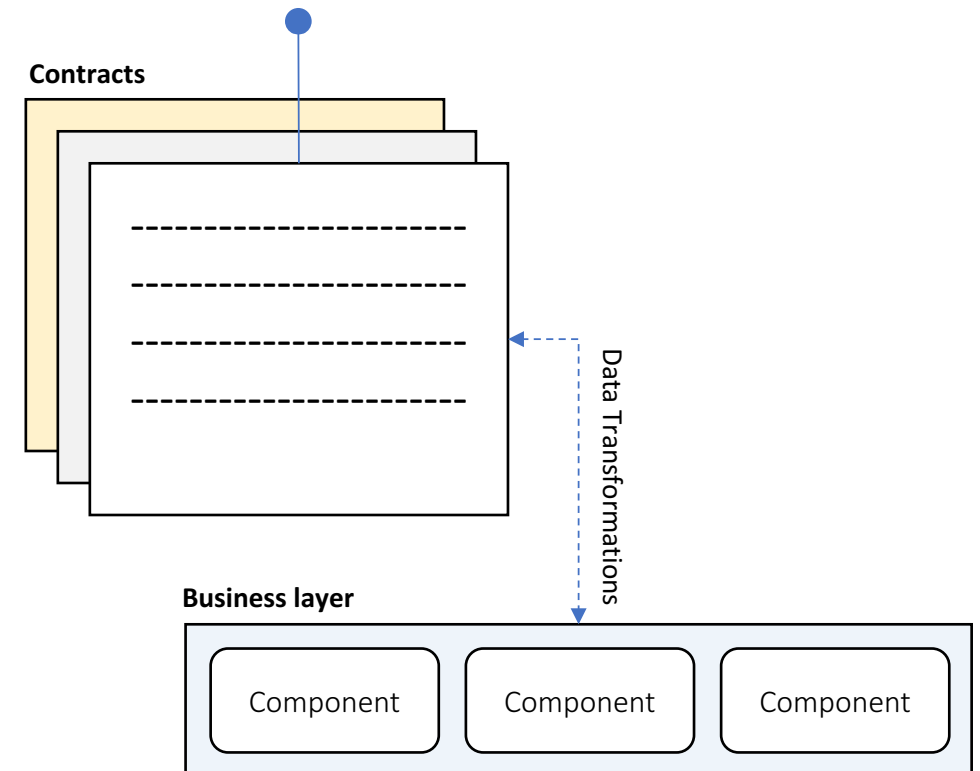 Contracts
Data Transformations
Business layer
Component
Component
Component